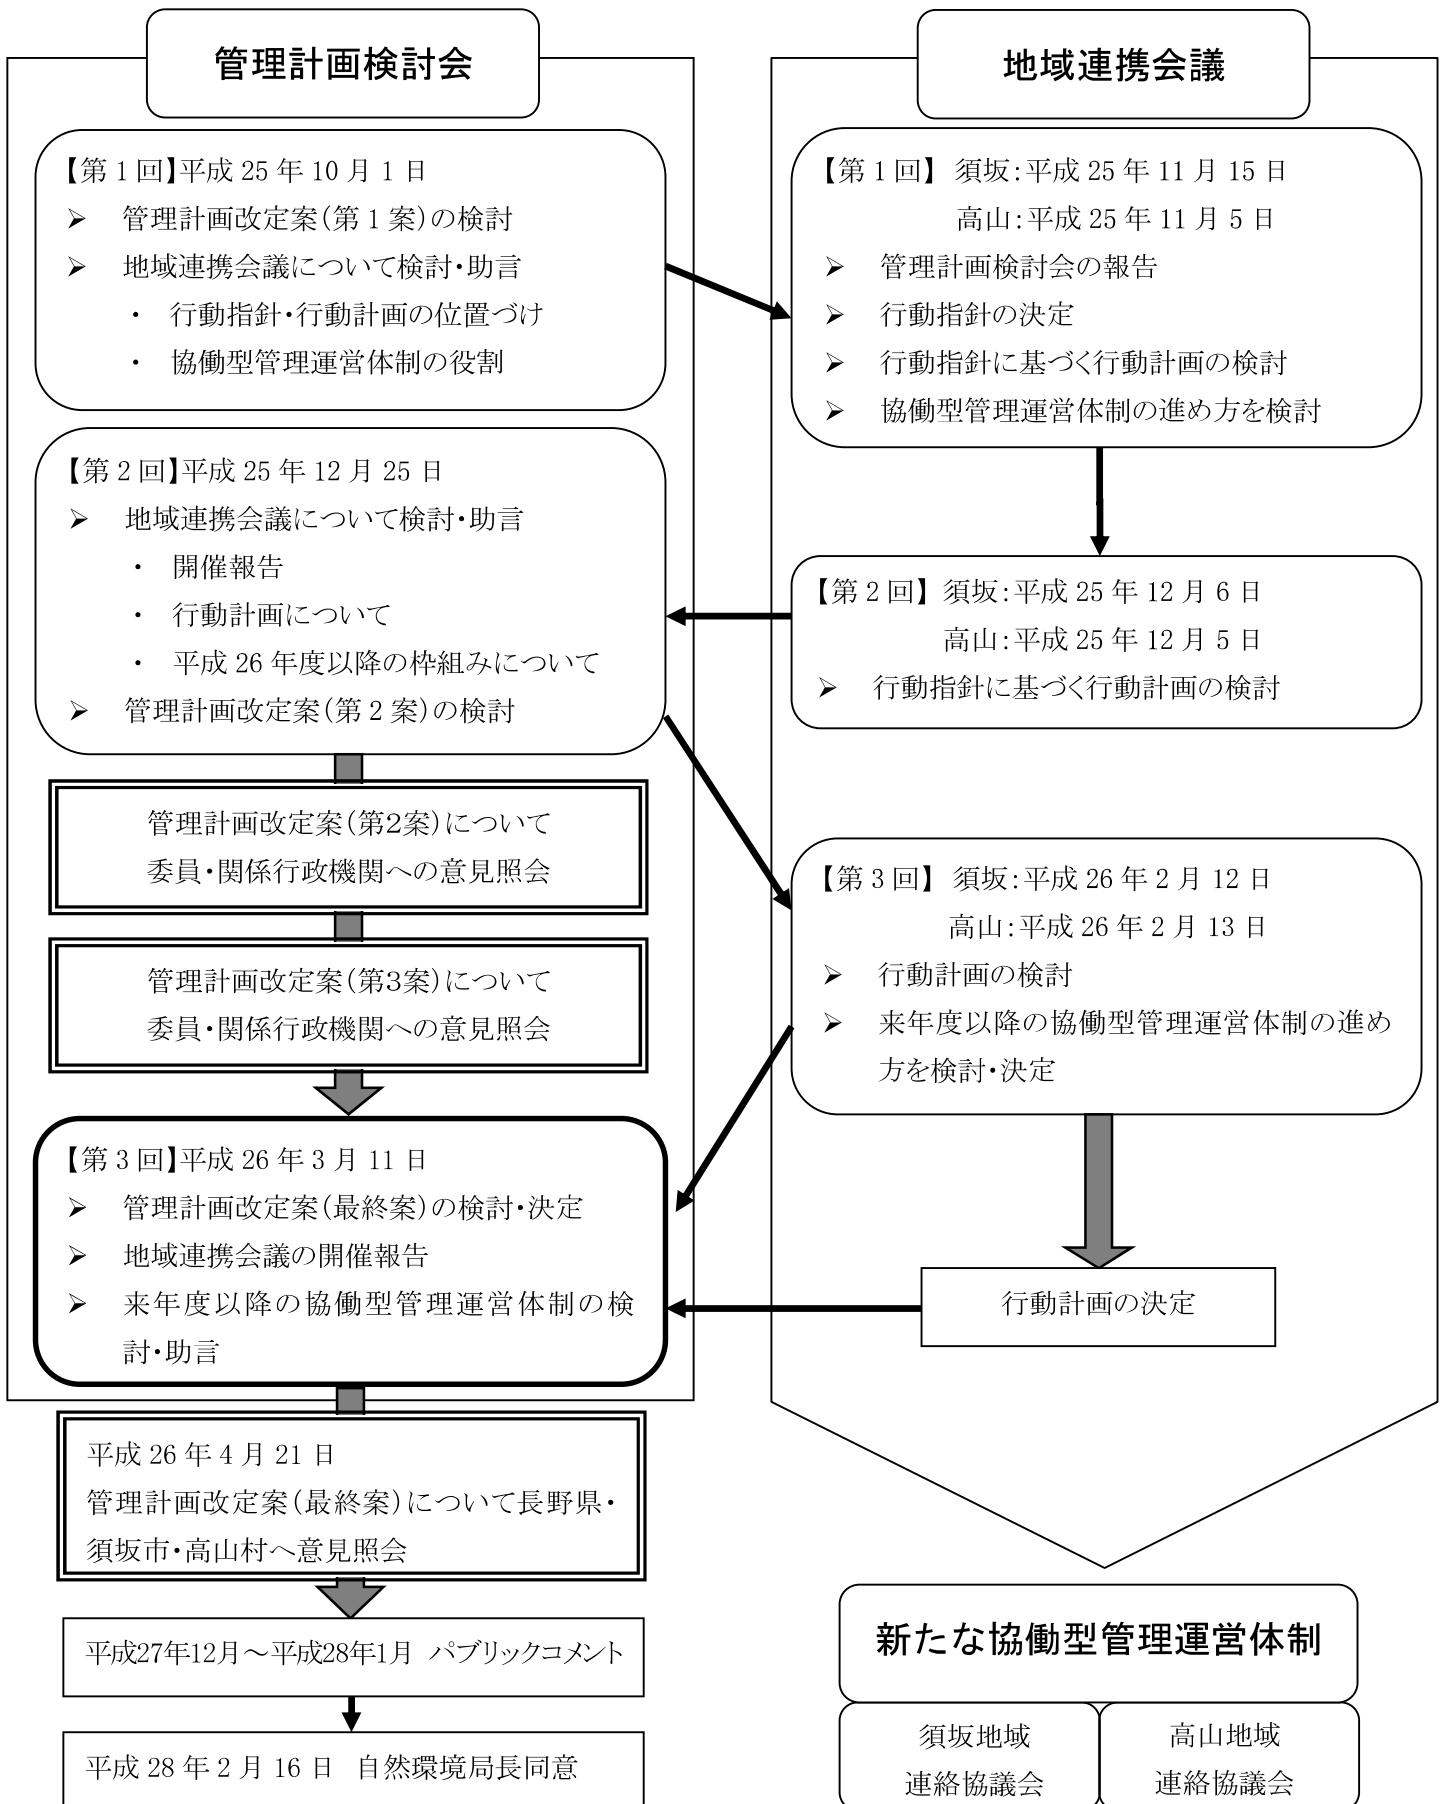 管理計画検討会
【第1回】平成25年10月1日
➢ 管理計画改定案(第1案)の検討
➢ 地域連携会議について検討・助言
・ 行動指針・行動計画の位置づけ
・ 協働型管理運営体制の役割
【第2回】平成25年12月25日
➢ 地域連携会議について検討・助言
・ 開催報告
・ 行動計画について
・ 平成26年度以降の枠組みについて
➢ 管理計画改定案(第2案)の検討
管理計画改定案(第2案)について
委員・関係行政機関への意見照会
管理計画改定案(第3案)について
委員・関係行政機関への意見照会
【第3回】平成26年3月11日
➢ 管理計画改定案(最終案)の検討・決定
➢ 地域連携会議の開催報告
➢ 来年度以降の協働型管理運営体制の検
討・助言
平成26年4月21日
管理計画改定案(最終案)について長野県・
須坂市・高山村へ意見照会
平成27年12月～平成28年1月 パブリックコメント
平成28年2月16日 自然環境局長同意
地域連携会議
【第1回】 須坂:平成25年11月15日
高山:平成25年11月5日
➢ 管理計画検討会の報告
➢ 行動指針の決定
➢ 行動指針に基づく行動計画の検討
➢ 協働型管理運営体制の進め方を検討
【第2回】 須坂:平成25年12月6日
高山:平成25年12月5日
➢ 行動指針に基づく行動計画の検討
【第3回】 須坂:平成26年2月12日
高山:平成26年2月13日
➢ 行動計画の検討
➢ 来年度以降の協働型管理運営体制の進め
方を検討・決定
行動計画の決定
新たな協働型管理運営体制
須坂地域
連絡協議会
高山地域
連絡協議会